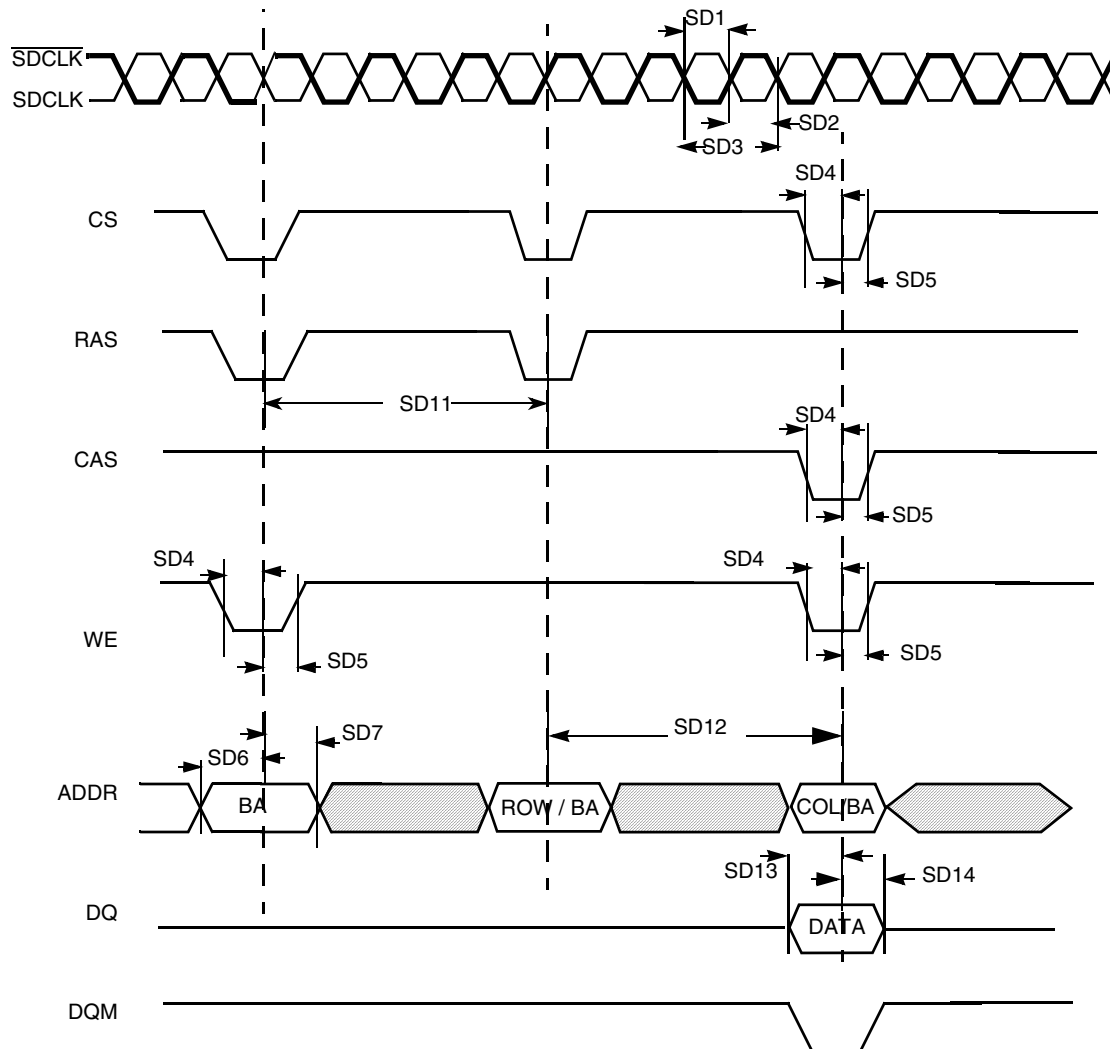 SD1
SDCLK
SDCLK
SD2
SD3
SD4
CS
SD5
RAS
SD11
SD4
CAS
SD5
SD4
SD4
WE
SD5
SD5
SD12
SD7
SD6
ADDR
BA
ROW / BA
COL/BA
SD13
SD14
DQ
DATA
DQM